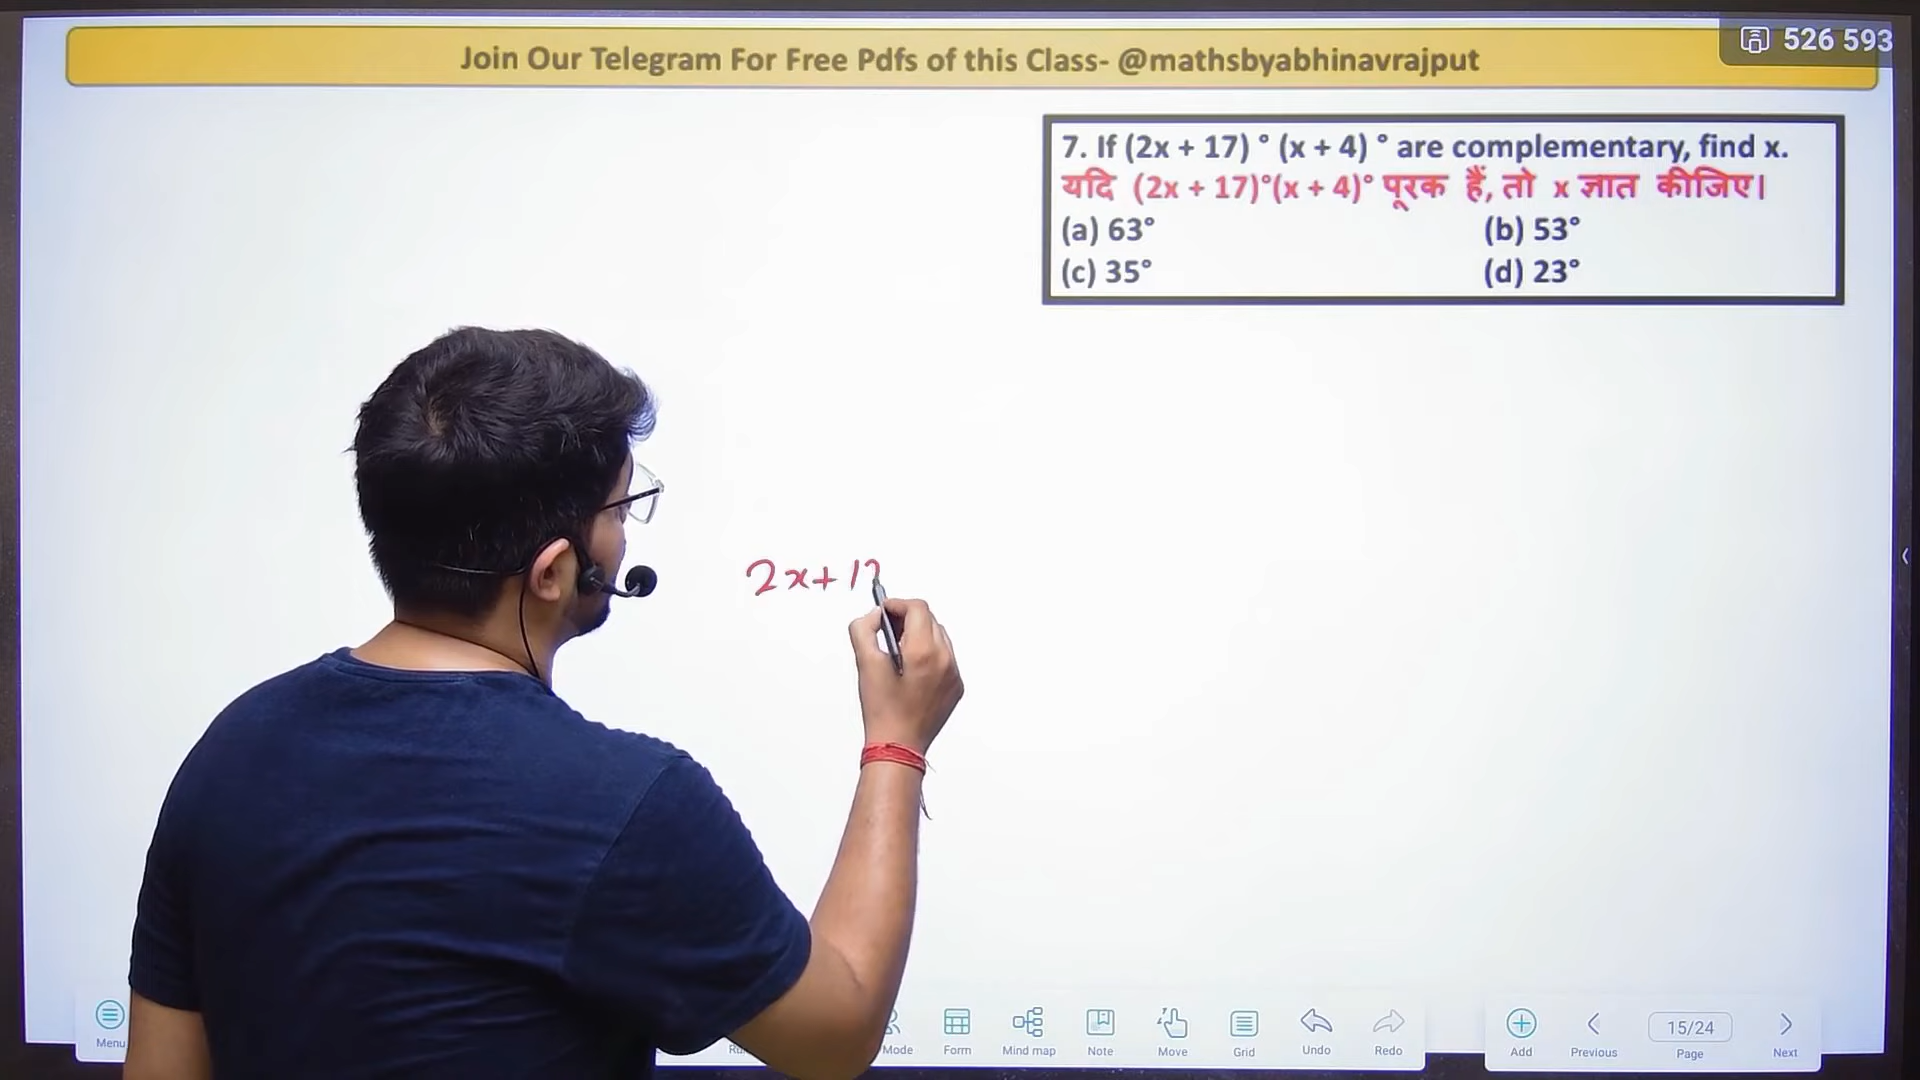 Join Our Telegram For Free Pdfs of this Class- @mathsbyabhinavrajput
526 593
7. If (2x + 17) ° (x + 4) ° are complementary, find x.
यदि (2x + 17)°(x + 4)° पूरक हैं, तो x ज्ञात कीजिए।
(a) 63° (b) 53°
(c) 35° (d) 23°
2x+17
Menu Mode Form Mind map Note Move Grid Undo Redo Add Previous 15/24 Page Next